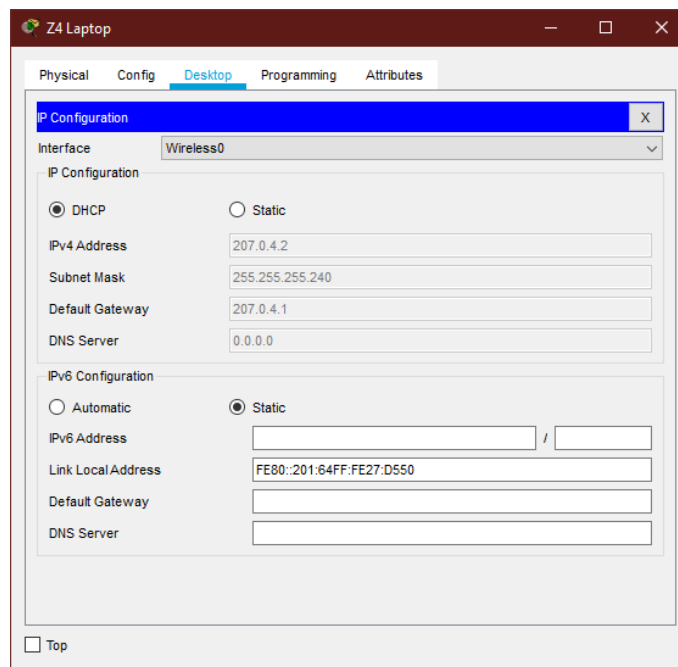 Z4 Laptop
Physical Config Desktop Programming Attributes
IP Configuration X
Interface Wireless0
IP Configuration
DHCP Static
IPv4 Address 207.0.4.2
Subnet Mask 255.255.255.240
Default Gateway 207.0.4.1
DNS Server 0.0.0.0
IPv6 Configuration
Automatic Static
IPv6 Address /
Link Local Address FE80::201:64FF:FE27:D550
Default Gateway
DNS Server
Top